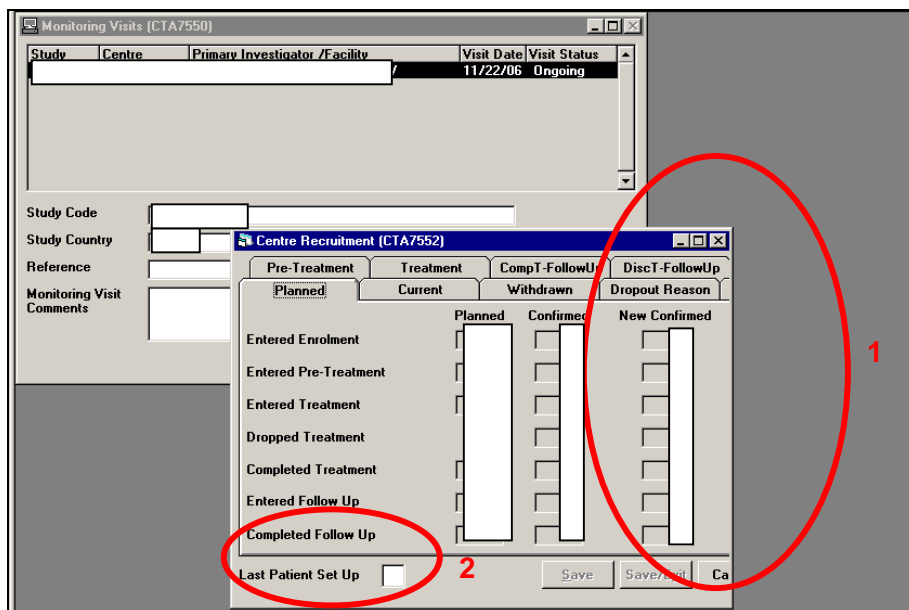 Monitoring Visits (CTA7550)
Study Centre Primary Investigator /Facility Visit Date Visit Status
11/22/06 Ongoing
Study Code
Study Country
Reference
Monitoring Visit
Comments
Centre Recruitment (CTA7552)
Pre-Treatment Treatment CompT-FollowUp DiscT-FollowUp
Planned Current Withdrawn Dropout Reason
Planned Confirmed New Confirmed
Entered Enrolment
Entered Pre-Treatment
Entered Treatment
Dropped Treatment
Completed Treatment
Entered Follow Up
Completed Follow Up
Last Patient Set Up
Save Save/Exit Ca
1
2